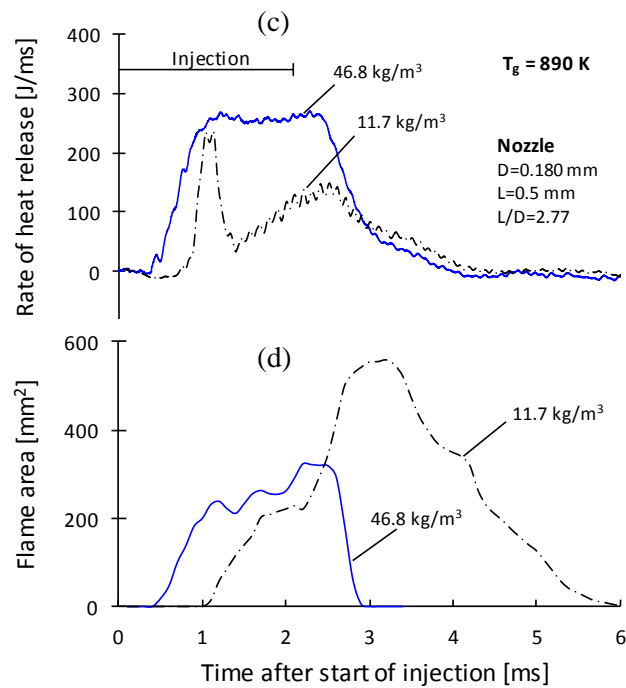 (c)
400
300
200
100
0
Rate of heat release [J/ms]
Injection
46.8 kg/m³
11.7 kg/m³
T_g = 890 K
Nozzle
D=0.180 mm
L=0.5 mm
L/D=2.77
(d)
600
400
200
0
Flame area [mm²]
11.7 kg/m³
46.8 kg/m³
0 1 2 3 4 5 6
Time after start of injection [ms]